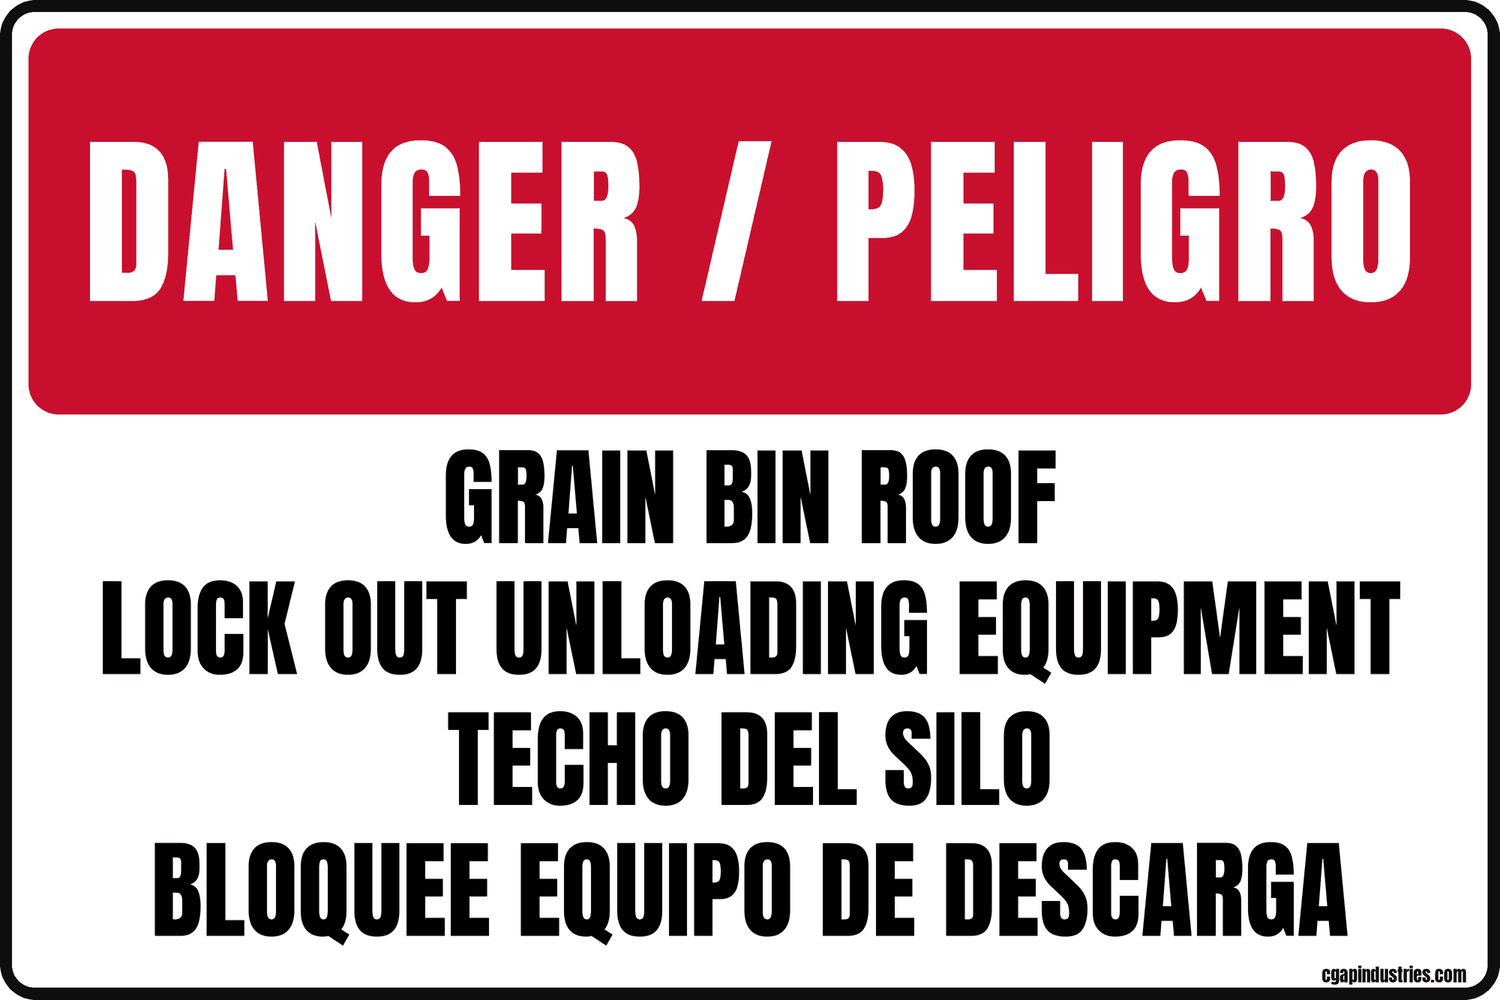 DANGER / PELIGRO
GRAIN BIN ROOF
LOCK OUT UNLOADING EQUIPMENT
TECHO DEL SILO
BLOQUEE EQUIPO DE DESCARGA
cgapindustries.com